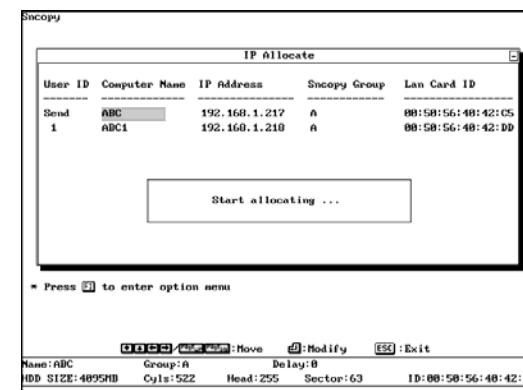 Sncopy
IP Allocate
User ID Computer Name IP Address Sncopy Group Lan Card ID
Send ABC 192.168.1.217 A 00:50:56:40:42:C5
1 ABC1 192.168.1.218 A 00:50:56:40:42:DD
Start allocating ...
* Press F1 to enter option menu
:Move :Modify ESC :Exit
Name:ABC Group:A Delay:0
HDD SIZE:4095MB Cyls:522 Head:255 Sector:63 ID:00:50:56:40:42: